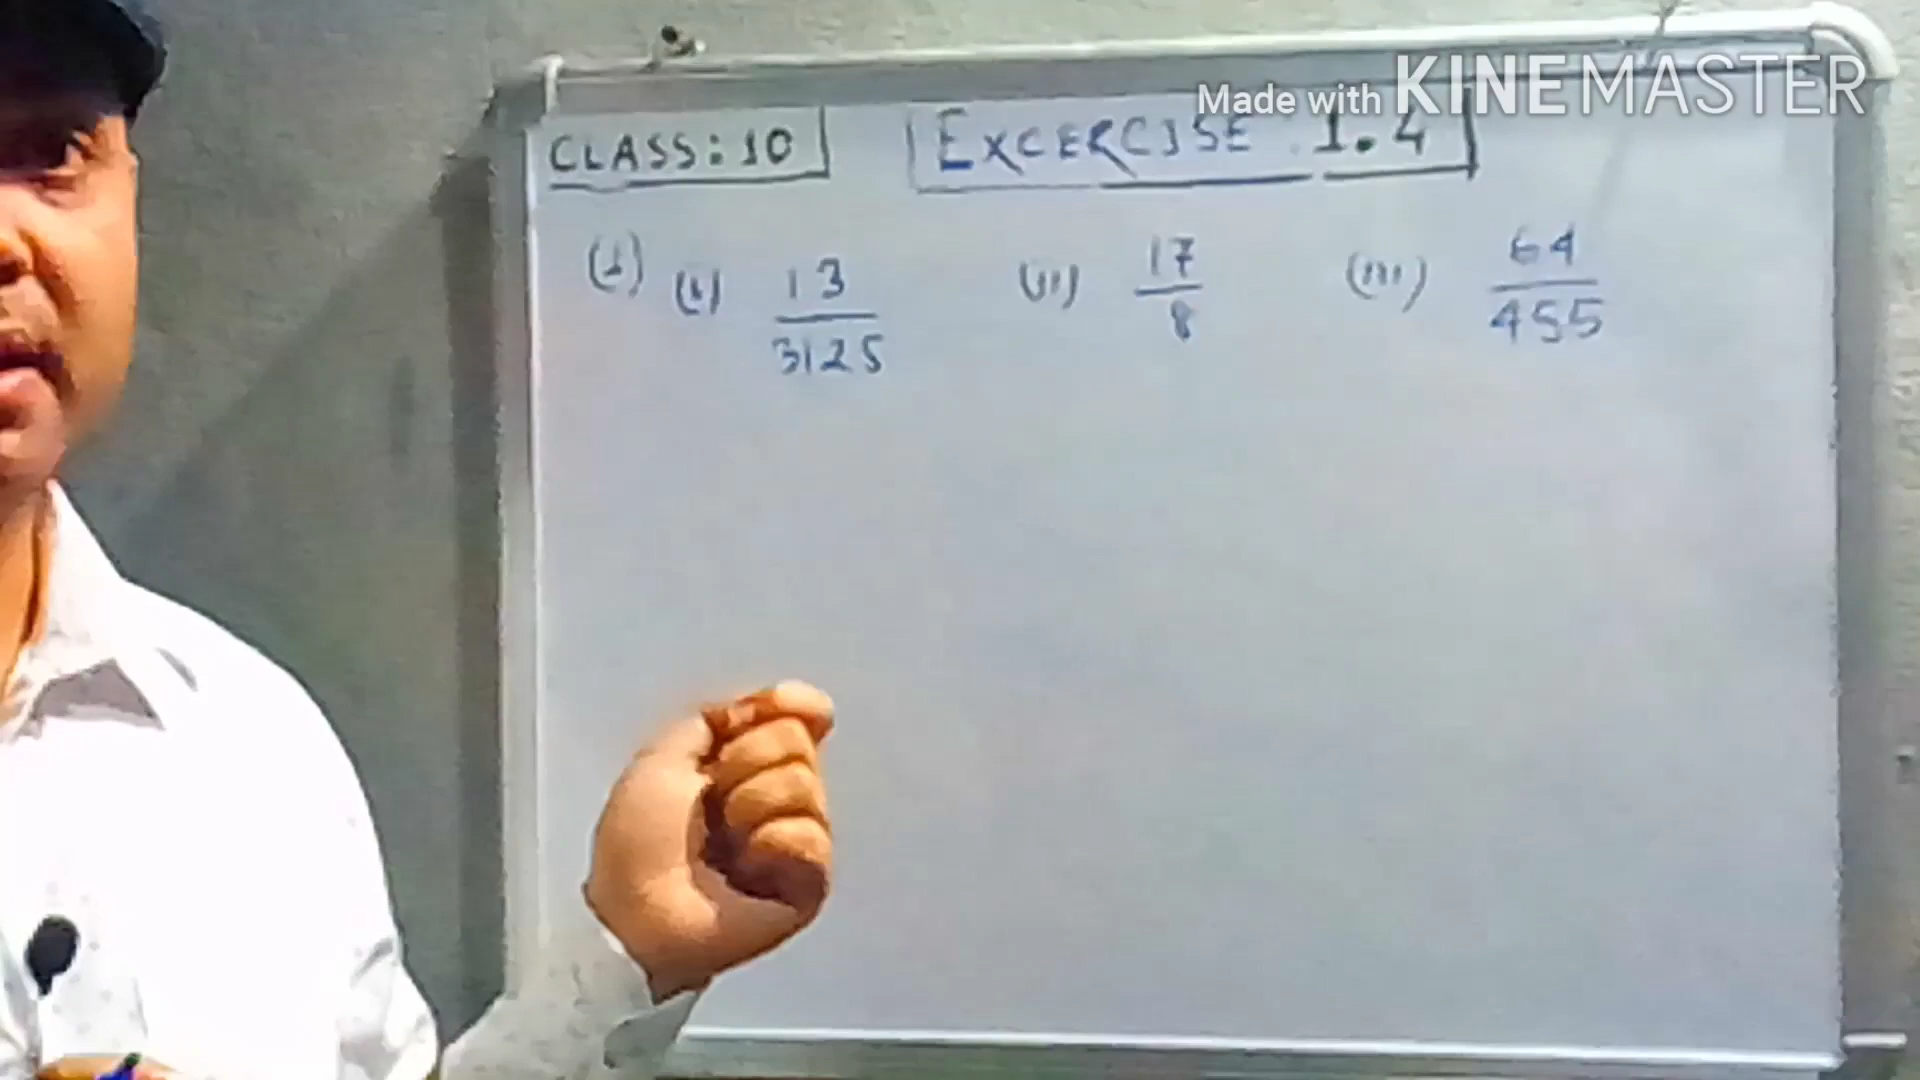 Made with KINEMASTER
CLASS: 10 EXCERCISE 1.4
(1) (i) 13/3125 (ii) 17/8 (iii) 64/455